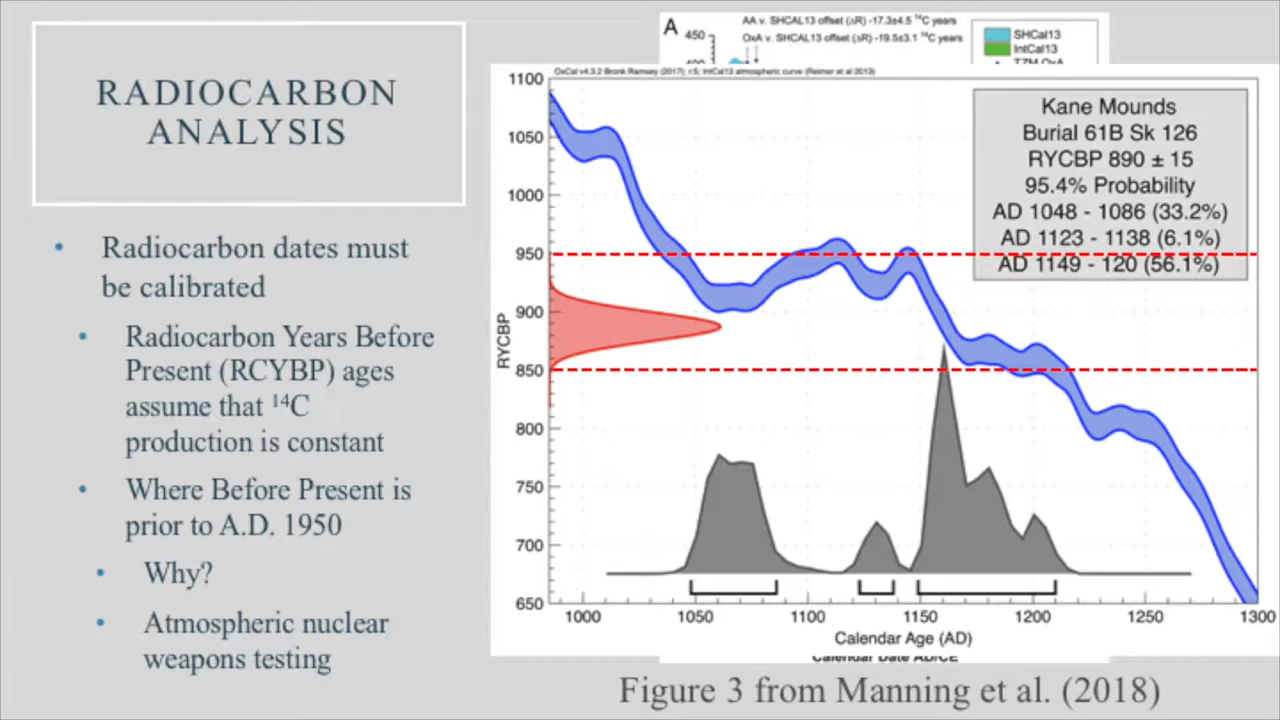 RADIOCARBON
ANALYSIS
• Radiocarbon dates must
be calibrated
• Radiocarbon Years Before
Present (RCYBP) ages
assume that ¹⁴C
production is constant
• Where Before Present is
prior to A.D. 1950
• Why?
• Atmospheric nuclear
weapons testing
A
AA v. SHCAL13 offset (ΔR) -17.3±4.5 ¹⁴C years
OxA v. SHCAL13 offset (ΔR) -19.5±3.1 ¹⁴C years
450
SHCal13
IntCal13
TZM OxA
OxCal v4.3.2 Bronk Ramsey (2017); r:5; IntCal13 atmospheric curve (Reimer et al 2013)
Kane Mounds
Burial 61B Sk 126
RYCBP 890 ± 15
95.4% Probability
AD 1048 - 1086 (33.2%)
AD 1123 - 1138 (6.1%)
AD 1149 - 120 (56.1%)
RYCBP
1100
1050
1000
950
900
850
800
750
700
650
1000 1050 1100 1150 1200 1250 1300
Calendar Age (AD)
Calendar Date AD/CE
Figure 3 from Manning et al. (2018)